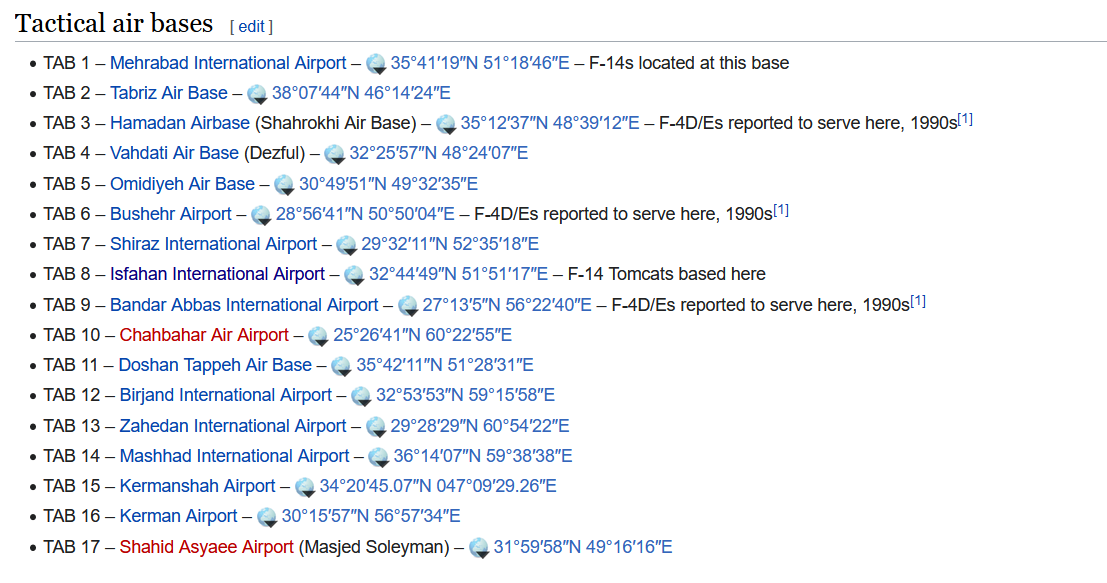 Tactical air bases [ edit ]
• TAB 1 – Mehrabad International Airport – 35°41′19″N 51°18′46″E – F-14s located at this base
• TAB 2 – Tabriz Air Base – 38°07′44″N 46°14′24″E
• TAB 3 – Hamadan Airbase (Shahrokhi Air Base) – 35°12′37″N 48°39′12″E – F-4D/Es reported to serve here, 1990s[1]
• TAB 4 – Vahdati Air Base (Dezful) – 32°25′57″N 48°24′07″E
• TAB 5 – Omidiyeh Air Base – 30°49′51″N 49°32′35″E
• TAB 6 – Bushehr Airport – 28°56′41″N 50°50′04″E – F-4D/Es reported to serve here, 1990s[1]
• TAB 7 – Shiraz International Airport – 29°32′11″N 52°35′18″E
• TAB 8 – Isfahan International Airport – 32°44′49″N 51°51′17″E – F-14 Tomcats based here
• TAB 9 – Bandar Abbas International Airport – 27°13′5″N 56°22′40″E – F-4D/Es reported to serve here, 1990s[1]
• TAB 10 – Chahbahar Air Airport – 25°26′41″N 60°22′55″E
• TAB 11 – Doshan Tappeh Air Base – 35°42′11″N 51°28′31″E
• TAB 12 – Birjand International Airport – 32°53′53″N 59°15′58″E
• TAB 13 – Zahedan International Airport – 29°28′29″N 60°54′22″E
• TAB 14 – Mashhad International Airport – 36°14′07″N 59°38′38″E
• TAB 15 – Kermanshah Airport – 34°20′45.07″N 047°09′29.26″E
• TAB 16 – Kerman Airport – 30°15′57″N 56°57′34″E
• TAB 17 – Shahid Asyaee Airport (Masjed Soleyman) – 31°59′58″N 49°16′16″E